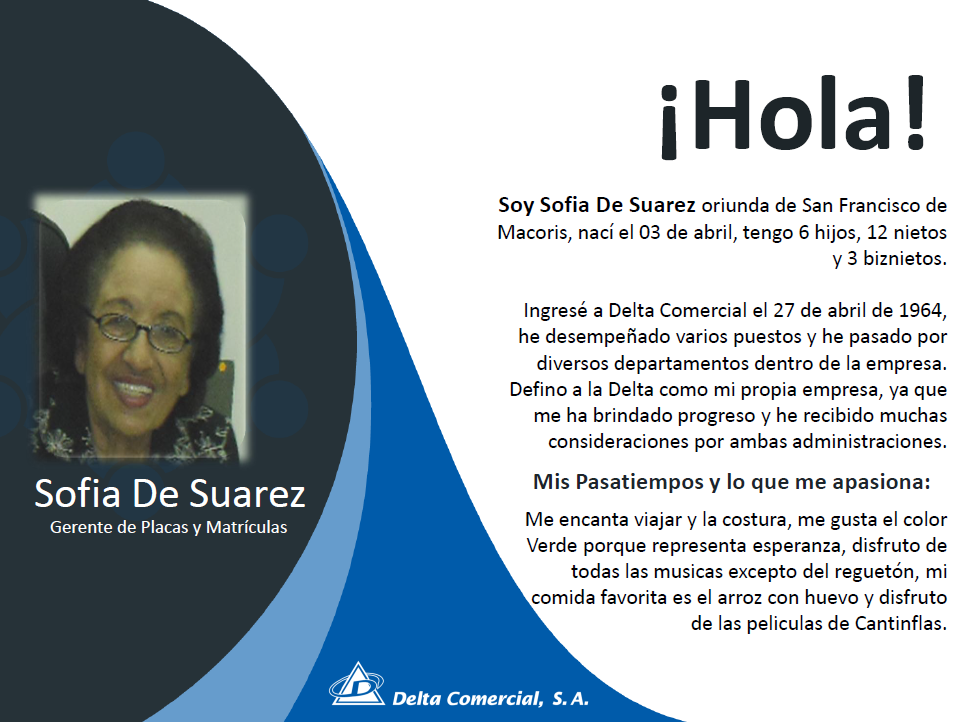 ¡Hola!
Soy Sofia De Suarez oriunda de San Francisco de
Macoris, nací el 03 de abril, tengo 6 hijos, 12 nietos
y 3 biznietos.
Ingresé a Delta Comercial el 27 de abril de 1964,
he desempeñado varios puestos y he pasado por
diversos departamentos dentro de la empresa.
Defino a la Delta como mi propia empresa, ya que
me ha brindado progreso y he recibido muchas
consideraciones por ambas administraciones.
Mis Pasatiempos y lo que me apasiona:
Me encanta viajar y la costura, me gusta el color
Verde porque representa esperanza, disfruto de
todas las musicas excepto del reguetón, mi
comida favorita es el arroz con huevo y disfruto
de las peliculas de Cantinflas.
Sofia De Suarez
Gerente de Placas y Matrículas
Delta Comercial, S. A.